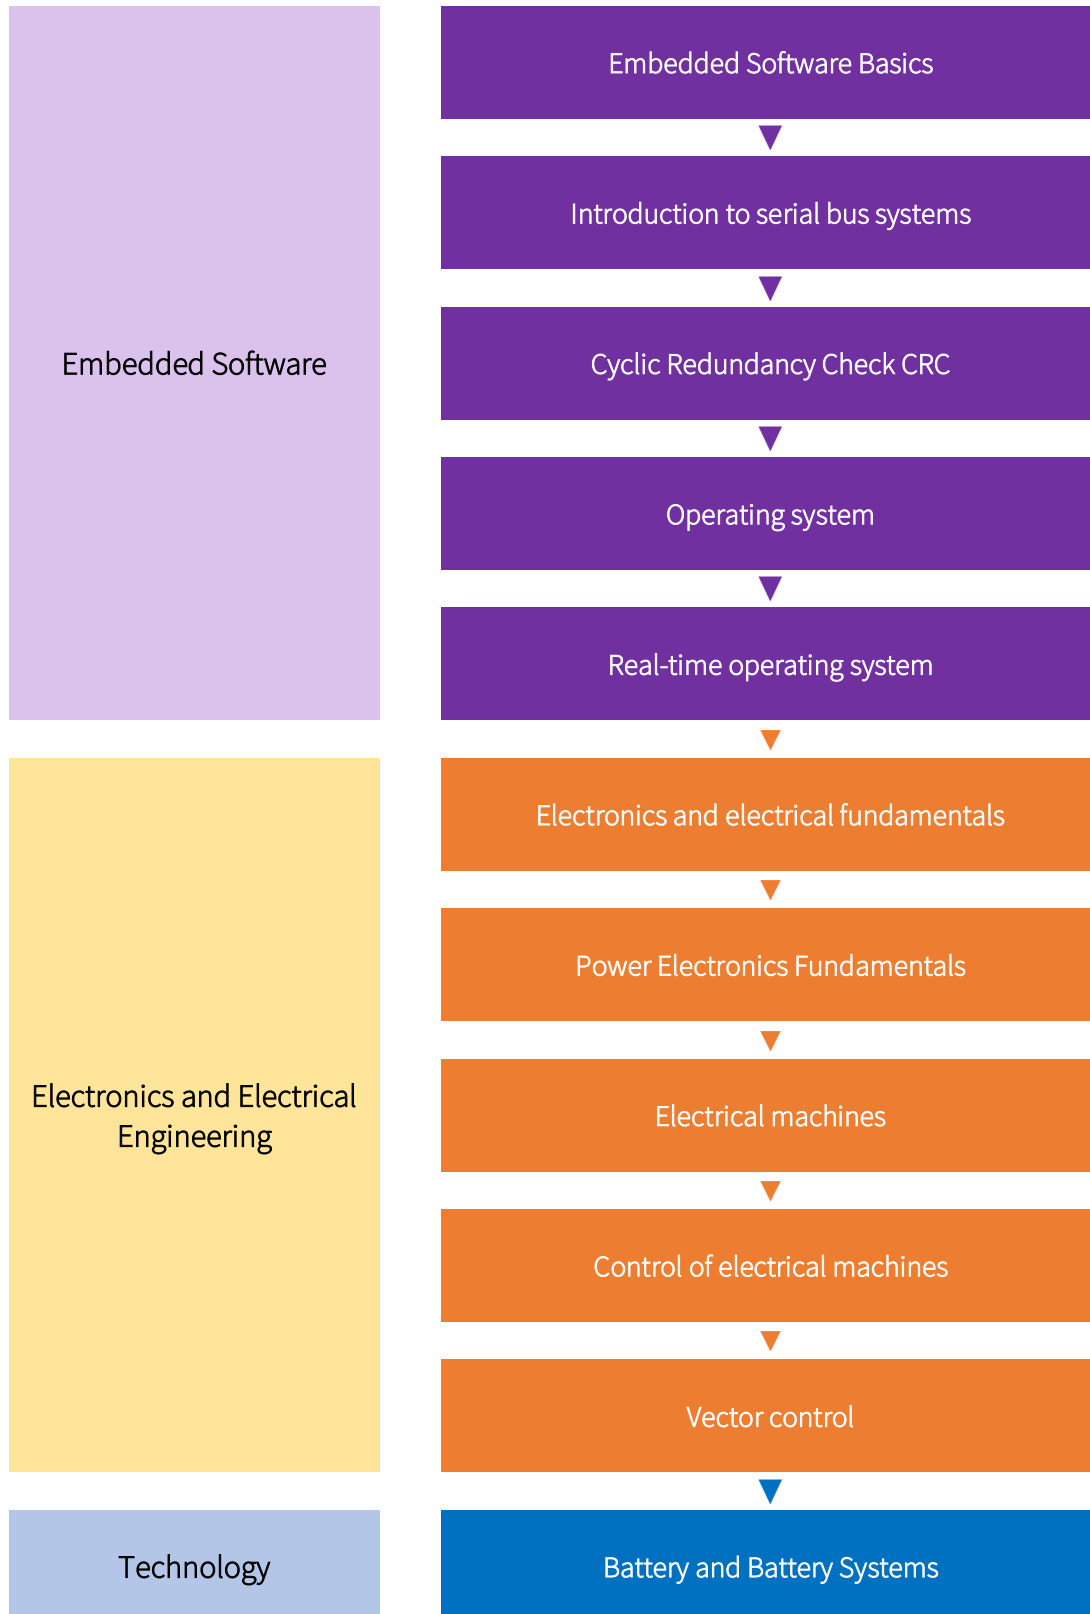 Embedded Software
Embedded Software Basics
Introduction to serial bus systems
Cyclic Redundancy Check CRC
Operating system
Real-time operating system
Electronics and Electrical
Engineering
Electronics and electrical fundamentals
Power Electronics Fundamentals
Electrical machines
Control of electrical machines
Vector control
Technology
Battery and Battery Systems